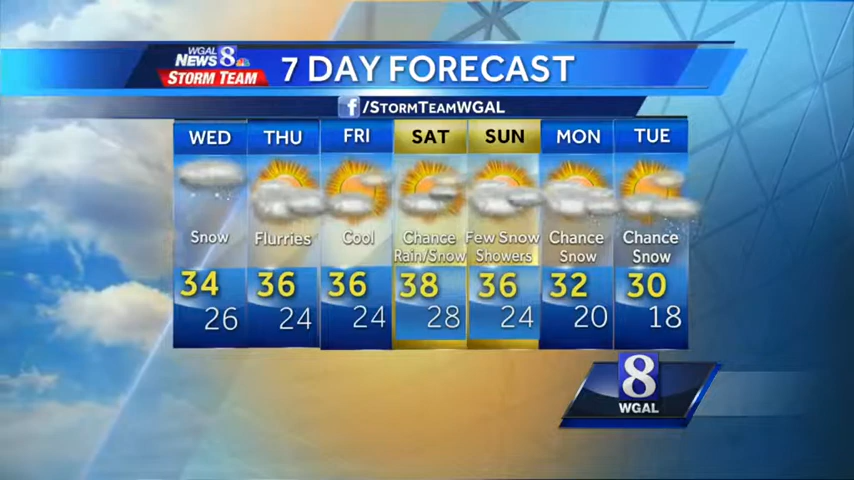 WGAL
NEWS 8
STORM TEAM
7 DAY FORECAST
f/STORMTEAMWGAL
WED THU FRI SAT SUN MON TUE
Snow Flurries Cool Chance Rain/Snow Few Snow Showers Chance Snow Chance Snow
34 36 36 38 36 32 30
26 24 24 28 24 20 18
8
WGAL